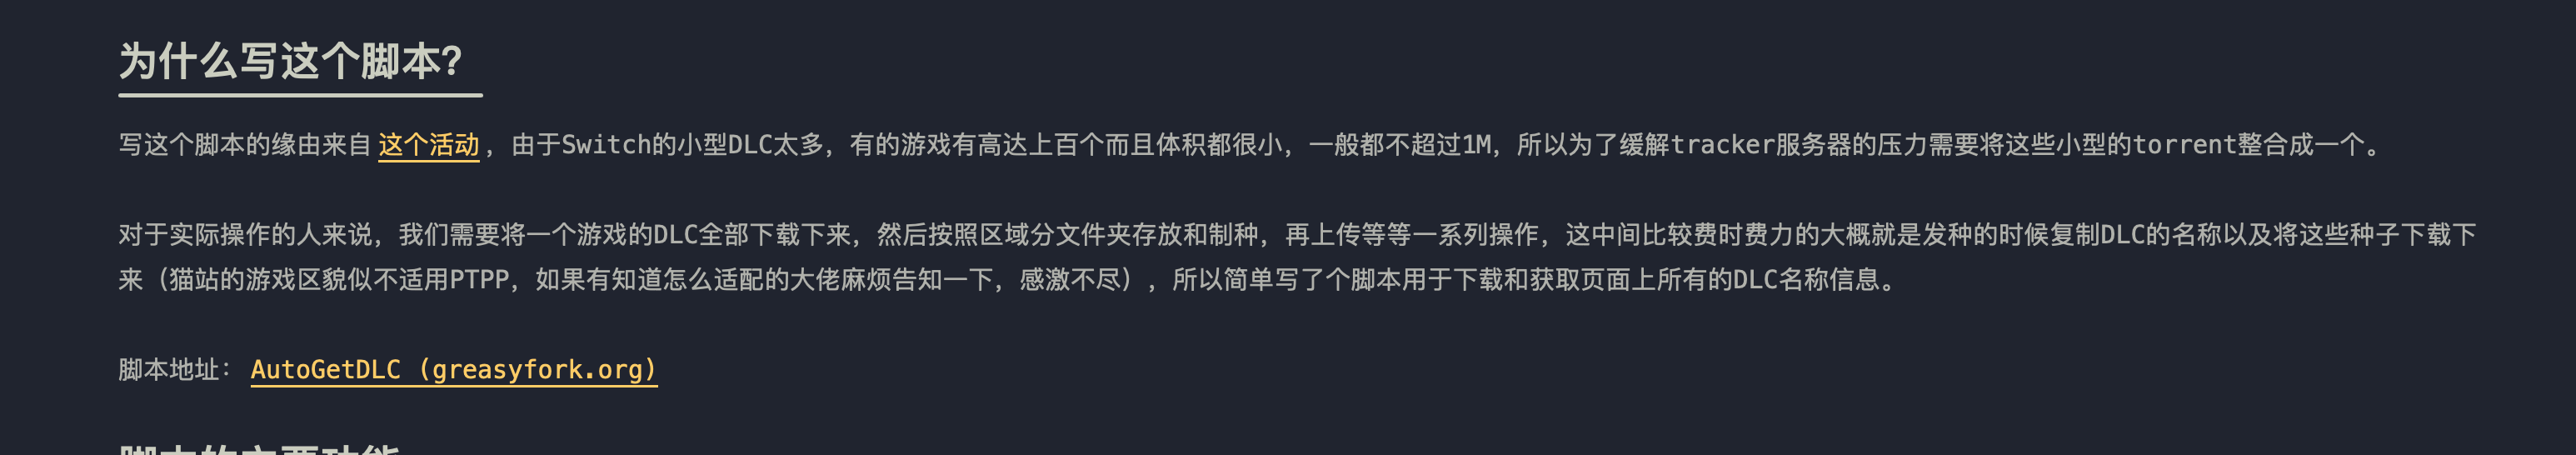 为什么写这个脚本?
写这个脚本的缘由来自 这个活动 ，由于Switch的小型DLC太多，有的游戏有高达上百个而且体积都很小，一般都不超过1M，所以为了缓解tracker服务器的压力需要将这些小型的torrent整合成一个。
对于实际操作的人来说，我们需要将一个游戏的DLC全部下载下来，然后按照区域分文件夹存放和制种，再上传等等一系列操作，这中间比较费时费力的大概就是发种的时候复制DLC的名称以及将这些种子下载下
来（猫站的游戏区貌似不适用PTPP，如果有知道怎么适配的大佬麻烦告知一下，感激不尽），所以简单写了个脚本用于下载和获取页面上所有的DLC名称信息。
脚本地址： AutoGetDLC (greasyfork.org)
脚本的主要功能